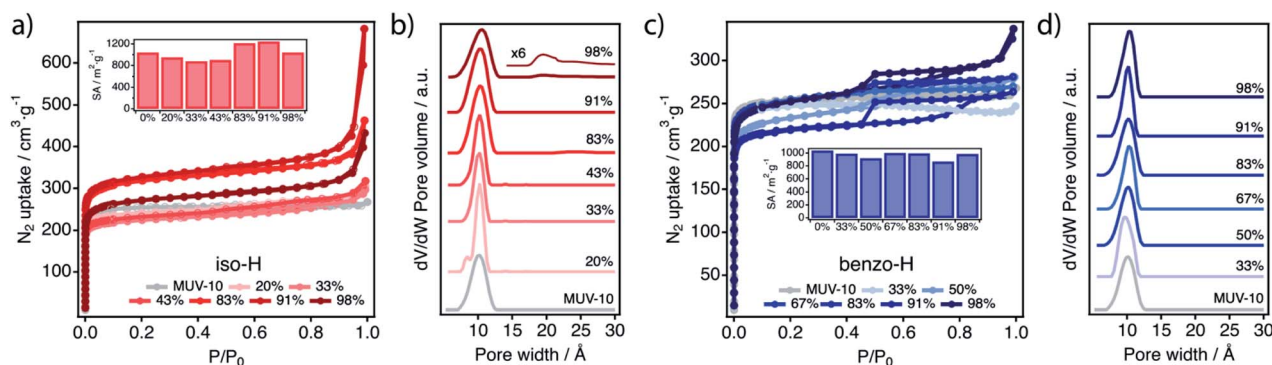 a)
N₂ uptake / cm³·g⁻¹
600
500
400
300
200
100
SA / m²·g⁻¹
1200
800
400
0
0% 20% 33% 43% 83% 91% 98%
iso-H
MUV-10 20% 33%
43% 83% 91% 98%
0.0 0.2 0.4 0.6 0.8 1.0
P/P₀
b)
dV/dW Pore volume / a.u.
x6
98%
91%
83%
43%
33%
20%
MUV-10
10 15 20 25 30
Pore width / Å
c)
N₂ uptake / cm³·g⁻¹
300
250
200
150
100
50
SA / m²·g⁻¹
1000
800
600
400
200
0
0% 33% 50% 67% 83% 91% 98%
benzo-H
MUV-10 33% 50%
67% 83% 91% 98%
0.0 0.2 0.4 0.6 0.8 1.0
P/P₀
d)
dV/dW Pore volume / a.u.
98%
91%
83%
67%
50%
33%
MUV-10
10 15 20 25 30
Pore width / Å